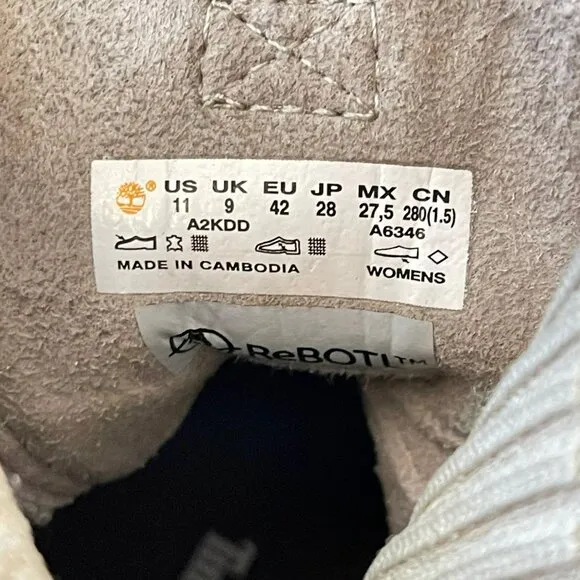 ® US UK EU JP MX CN
11 9 42 28 27,5 280(1.5)
A2KDD A6346
MADE IN CAMBODIA WOMENS
ReBOTL™